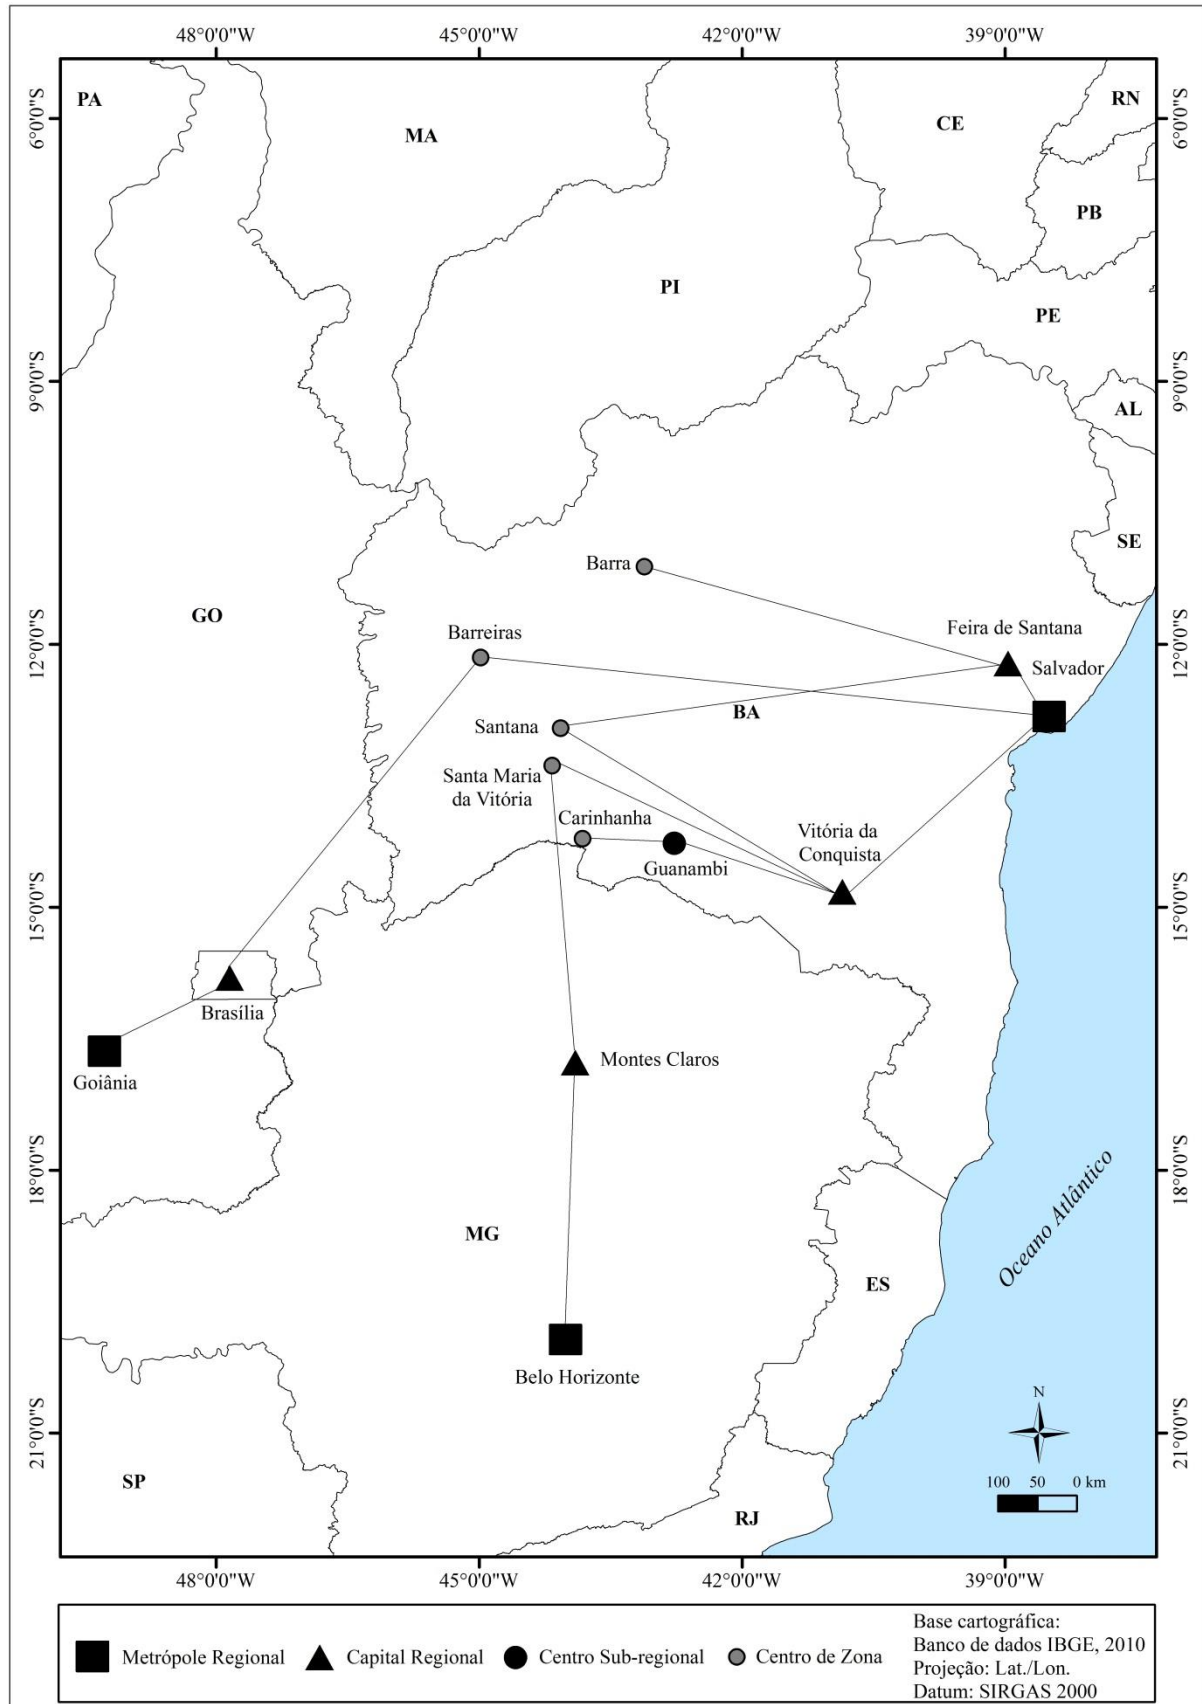 48°0'0"W
45°0'0"W
42°0'0"W
39°0'0"W
PA
MA
CE
RN
6°0'0"S
6°0'0"S
PB
PI
PE
9°0'0"S
9°0'0"S
AL
SE
Barra
GO
Barreiras
Feira de Santana
12°0'0"S
12°0'0"S
Salvador
BA
Santana
Santa Maria
da Vitória
Carinhanha
Guanambi
Vitória da
Conquista
15°0'0"S
15°0'0"S
Brasília
Goiânia
Montes Claros
18°0'0"S
18°0'0"S
Oceano Atlântico
MG
ES
Belo Horizonte
N
21°0'0"S
21°0'0"S
SP
100 50 0 km
RJ
48°0'0"W
45°0'0"W
42°0'0"W
39°0'0"W
Metrópole Regional
Capital Regional
Centro Sub-regional
Centro de Zona
Base cartográfica:
Banco de dados IBGE, 2010
Projeção: Lat./Lon.
Datum: SIRGAS 2000